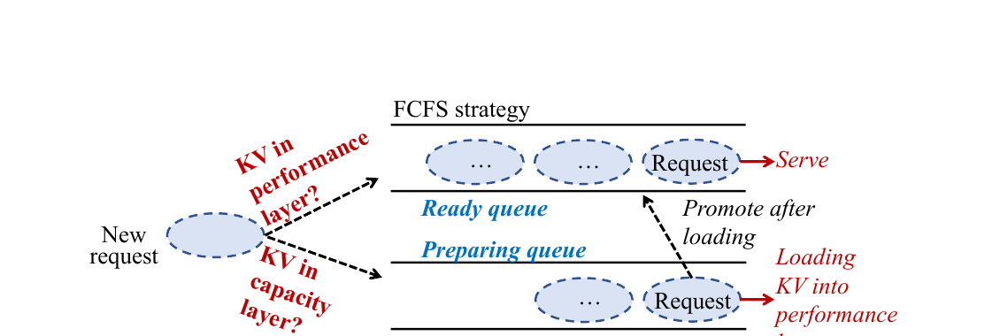 FCFS strategy
KV in
performance
layer?
…
…
Request
Serve
Ready queue
Promote after
loading
New
request
Preparing queue
KV in
capacity
layer?
…
Request
Loading
KV into
performance